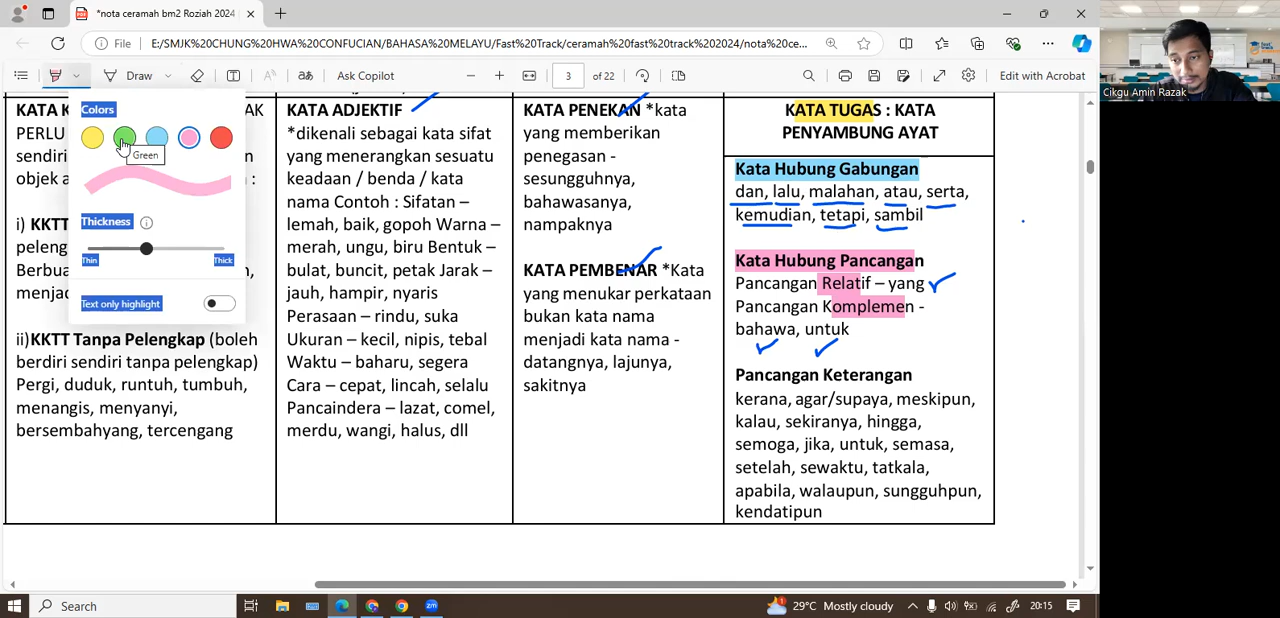 *nota ceramah bm2 Roziah 2024
File
E:/SMJK%20CHUNG%20HWA%20CONFUCIAN/BAHASA%20MELAYU/Fast%20Track/ceramah%20fast%20track%202024/nota%20ce...
Draw
Ask Copilot
3 of 22
Edit with Acrobat
Cikgu Amin Razak
Colors
Green
Thickness
Thin
Thick
Text only highlight
KATA K
AK
PERLU
sendiri
objek a
:
i) KKTT
peleng
Berbua
menjad
ii)KKTT Tanpa Pelengkap (boleh
berdiri sendiri tanpa pelengkap)
Pergi, duduk, runtuh, tumbuh,
menangis, menyanyi,
bersembahyang, tercengang
KATA ADJEKTIF
*dikenali sebagai kata sifat
yang menerangkan sesuatu
keadaan / benda / kata
nama Contoh : Sifatan –
lemah, baik, gopoh Warna –
merah, ungu, biru Bentuk –
bulat, buncit, petak Jarak –
jauh, hampir, nyaris
Perasaan – rindu, suka
Ukuran – kecil, nipis, tebal
Waktu – baharu, segera
Cara – cepat, lincah, selalu
Pancaindera – lazat, comel,
merdu, wangi, halus, dll
KATA PENEKAN *kata
yang memberikan
penegasan -
sesungguhnya,
bahawasanya,
nampaknya
KATA PEMBENAR *Kata
yang menukar perkataan
bukan kata nama
menjadi kata nama -
datangnya, lajunya,
sakitnya
KATA TUGAS : KATA
PENYAMBUNG AYAT
Kata Hubung Gabungan
dan, lalu, malahan, atau, serta,
kemudian, tetapi, sambil
Kata Hubung Pancangan
Pancangan Relatif – yang
Pancangan Komplemen -
bahawa, untuk
Pancangan Keterangan
kerana, agar/supaya, meskipun,
kalau, sekiranya, hingga,
semoga, jika, untuk, semasa,
setelah, sewaktu, tatkala,
apabila, walaupun, sungguhpun,
kendatipun
Search
29°C Mostly cloudy
20:15